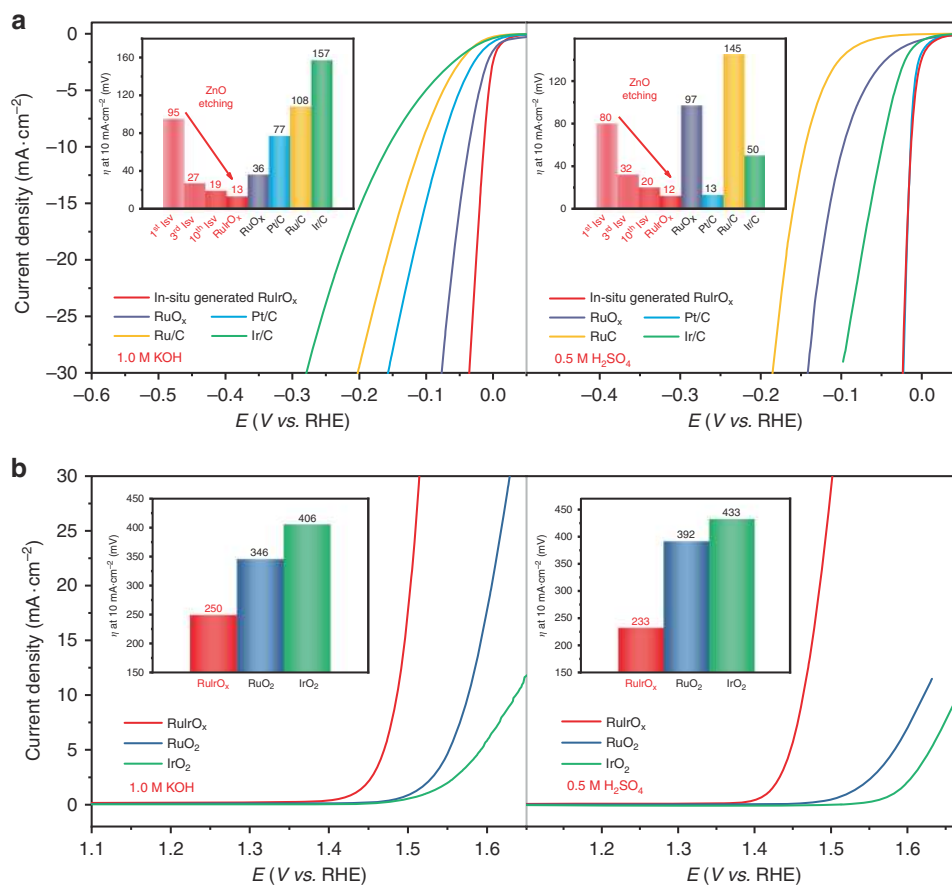 a
0
−5
−10
−15
−20
−25
−30
Current density (mA·cm⁻²)
−0.6 −0.5 −0.4 −0.3 −0.2 −0.1 0.0
E (V vs. RHE)
η at 10 mA·cm⁻² (mV)
160
120
80
40
0
95 27 19 13 36 77 108 157
ZnO
etching
1st lsv 3rd lsv 10th lsv RuIrOx RuOx Pt/C Ru/C Ir/C
In-situ generated RuIrOx
RuOx Pt/C
Ru/C Ir/C
1.0 M KOH
η at 10 mA·cm⁻² (mV)
120
80
40
0
80 32 20 12 97 13 145 50
ZnO
etching
1st lsv 3rd lsv 10th lsv RuIrOx RuOx Pt/C Ru/C Ir/C
In-situ generated RuIrOx
RuOx Pt/C
RuC Ir/C
0.5 M H₂SO₄
−0.4 −0.3 −0.2 −0.1 0.0
E (V vs. RHE)
b
30
25
20
15
10
5
0
Current density (mA·cm⁻²)
1.1 1.2 1.3 1.4 1.5 1.6
E (V vs. RHE)
η at 10 mA·cm⁻² (mV)
450
400
350
300
250
200
150
250 346 406
RuIrOx RuO₂ IrO₂
RuIrOx
RuO₂
IrO₂
1.0 M KOH
η at 10 mA·cm⁻² (mV)
450
400
350
300
250
200
150
233 392 433
RuIrOx RuO₂ IrO₂
RuIrOx
RuO₂
IrO₂
0.5 M H₂SO₄
1.2 1.3 1.4 1.5 1.6
E (V vs. RHE)